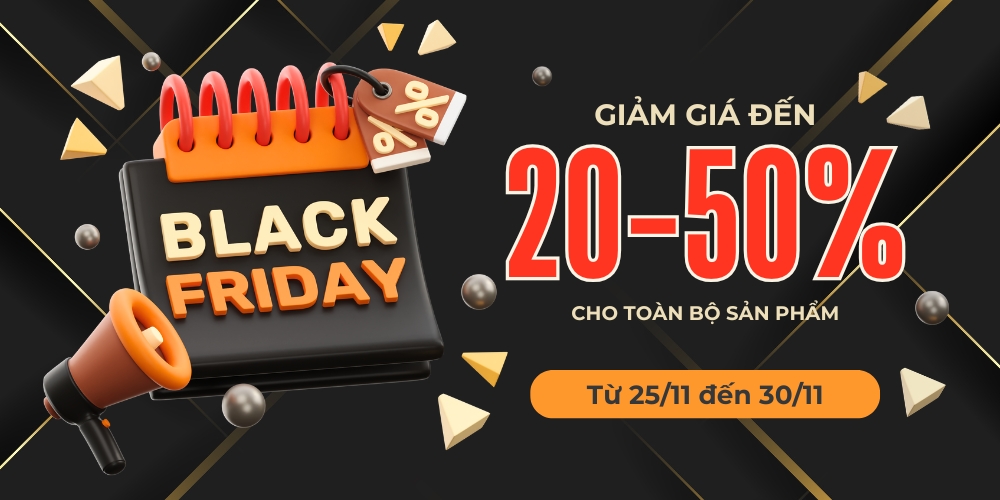 BLACK
FRIDAY
%
%
GIẢM GIÁ ĐẾN
20-50%
CHO TOÀN BỘ SẢN PHẨM
Từ 25/11 đến 30/11